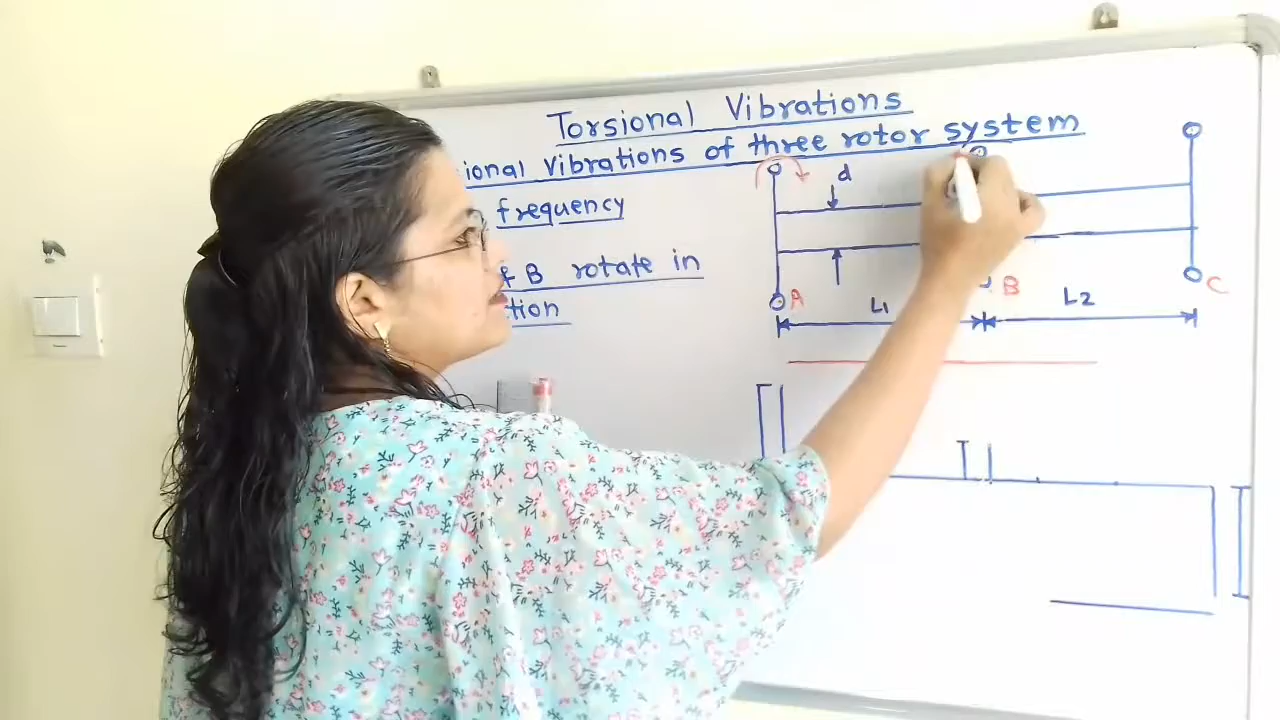 Torsional Vibrations
ional Vibrations of three rotor system
frequency
f B rotate in
tion
d
A
B
C
L1
L2